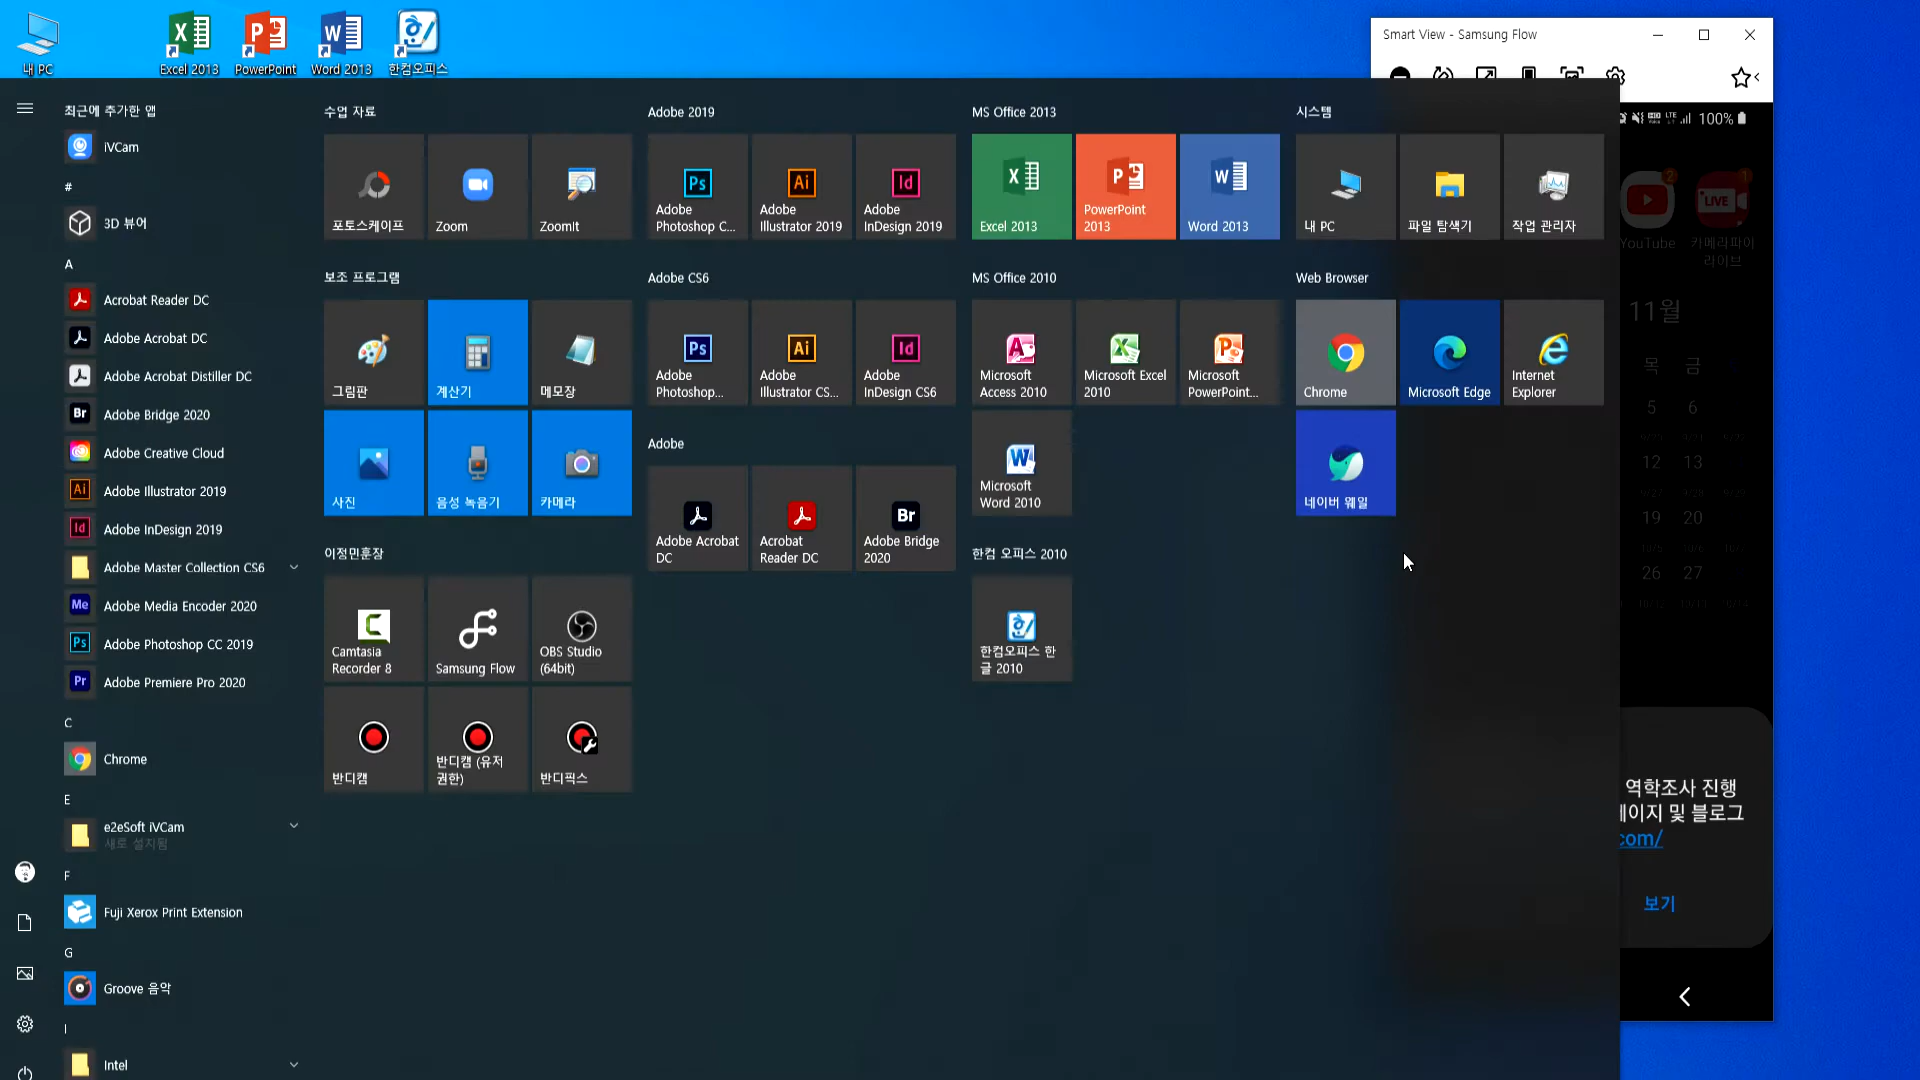 내 PC
Excel 2013
PowerPoint
Word 2013
한컴오피스
Smart View - Samsung Flow
최근에 추가한 앱
iVCam
#
3D 뷰어
A
Acrobat Reader DC
Adobe Acrobat DC
Adobe Acrobat Distiller DC
Adobe Bridge 2020
Adobe Creative Cloud
Adobe Illustrator 2019
Adobe InDesign 2019
Adobe Master Collection CS6
Adobe Media Encoder 2020
Adobe Photoshop CC 2019
Adobe Premiere Pro 2020
C
Chrome
E
e2eSoft iVCam
새로 설치됨
F
Fuji Xerox Print Extension
G
Groove 음악
I
Intel
수업 자료
포토스케이프
Zoom
ZoomIt
보조 프로그램
그림판
계산기
메모장
사진
음성 녹음기
카메라
이정민훈장
Camtasia
Recorder 8
Samsung Flow
OBS Studio
(64bit)
반디캠
반디캠 (유저
권한)
반디픽스
Adobe 2019
Adobe
Photoshop C...
Adobe
Illustrator 2019
Adobe
InDesign 2019
Adobe CS6
Adobe
Photoshop...
Adobe
Illustrator CS...
Adobe
InDesign CS6
Adobe
Adobe Acrobat
DC
Acrobat
Reader DC
Adobe Bridge
2020
MS Office 2013
Excel 2013
PowerPoint
2013
Word 2013
MS Office 2010
Microsoft
Access 2010
Microsoft Excel
2010
Microsoft
PowerPoint...
Microsoft
Word 2010
한컴 오피스 2010
한컴오피스 한
글 2010
시스템
내 PC
파일 탐색기
작업 관리자
Web Browser
Chrome
Microsoft Edge
Internet
Explorer
네이버 웨일
100%
YouTube
LIVE
카메라파이
라이브
11월
목 금
5 6
12 13
19 20
26 27
역학조사 진행
페이지 및 블로그
com/
보기